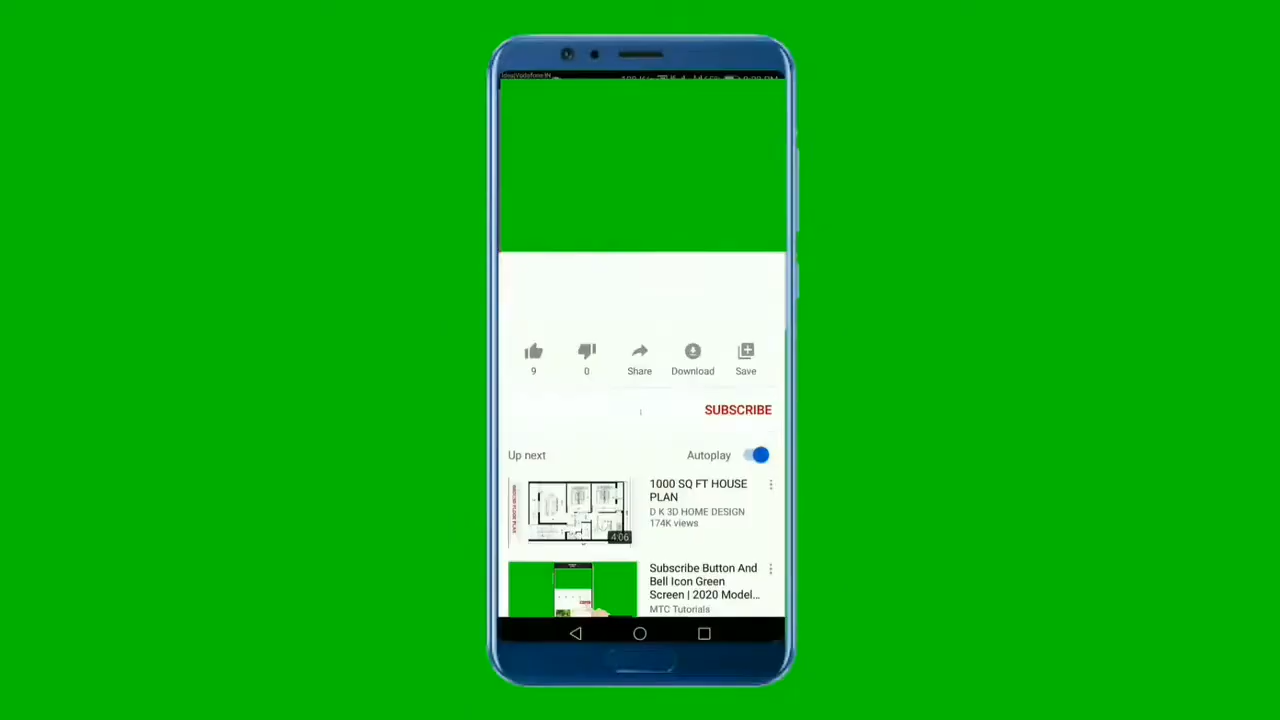 9
0
Share
Download
Save
SUBSCRIBE
Up next
Autoplay
1000 SQ FT HOUSE
PLAN
D K 3D HOME DESIGN
174K views
4:06
Subscribe Button And
Bell Icon Green
Screen | 2020 Model...
MTC Tutorials